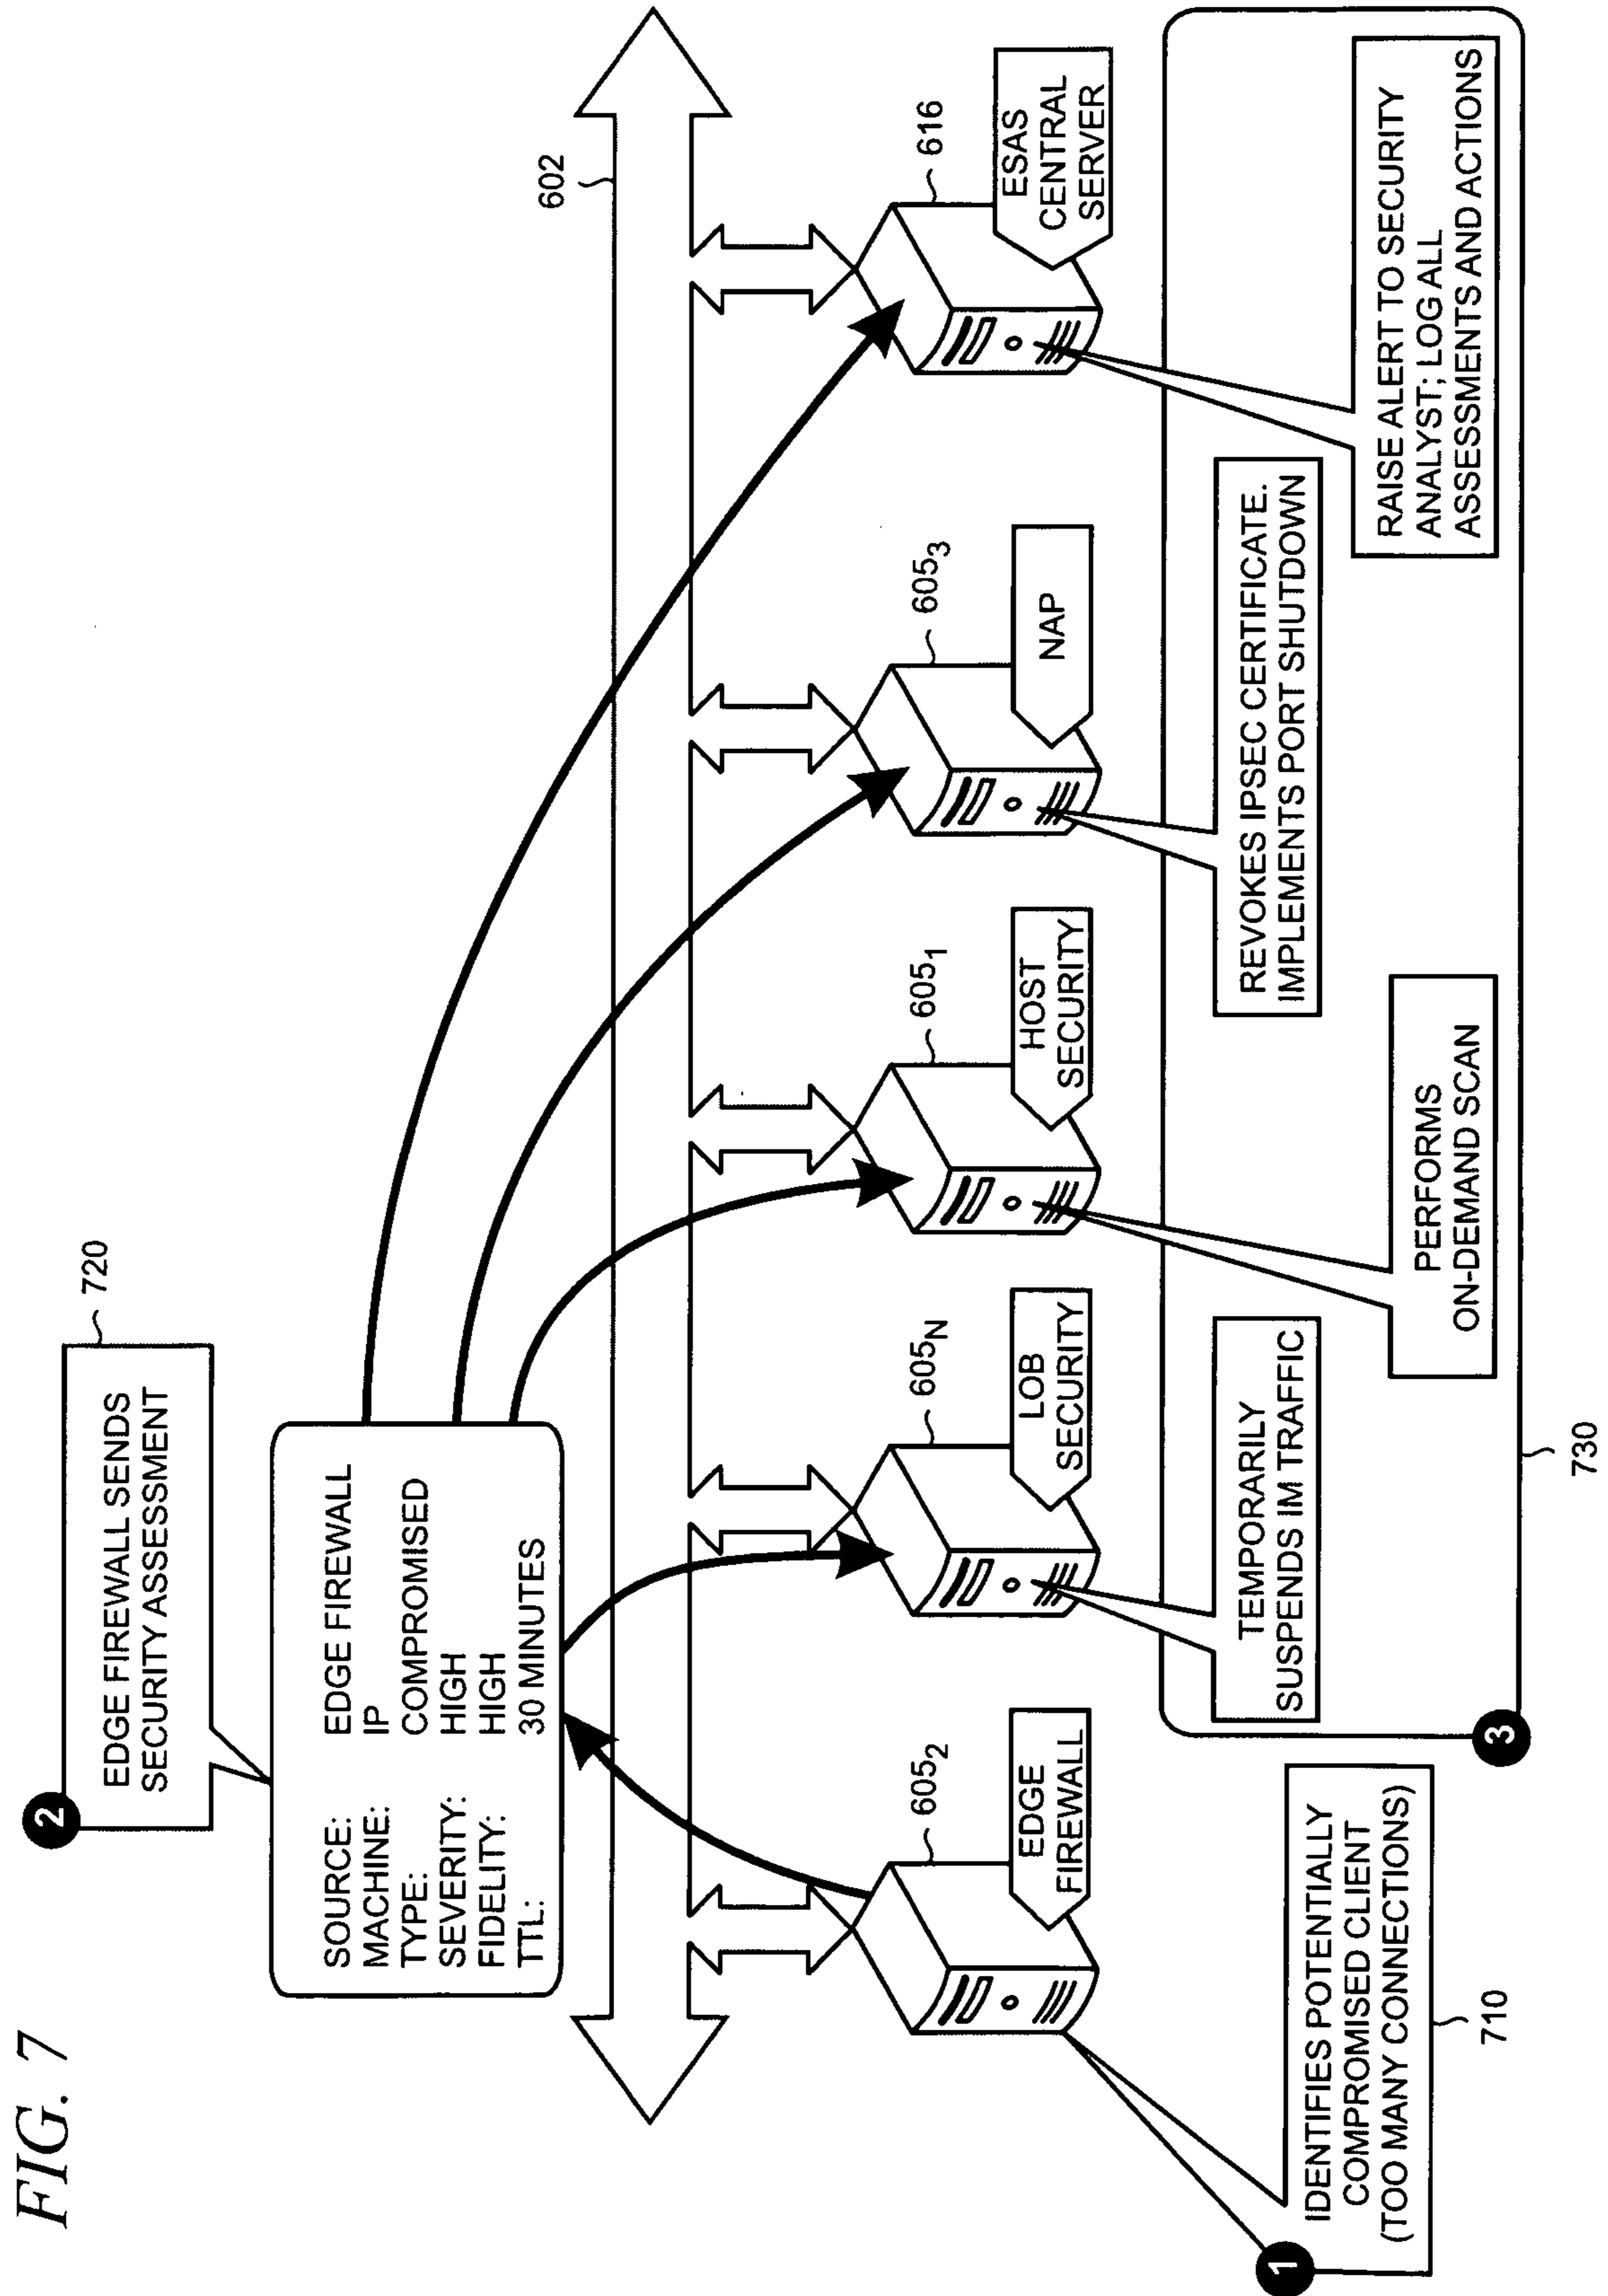 FIG. 7
2
EDGE FIREWALL SENDS
SECURITY ASSESSMENT
720
SOURCE: EDGE FIREWALL
MACHINE: IP
TYPE: COMPROMISED
SEVERITY: HIGH
FIDELITY: HIGH
TTL: 30 MINUTES
602
605₂
EDGE
FIREWALL
605N
LOB
SECURITY
605₁
HOST
SECURITY
605₃
NAP
616
ESAS
CENTRAL
SERVER
1
IDENTIFIES POTENTIALLY
COMPROMISED CLIENT
(TOO MANY CONNECTIONS)
710
3
TEMPORARILY
SUSPENDS IM TRAFFIC
PERFORMS
ON-DEMAND SCAN
REVOKES IPSEC CERTIFICATE.
IMPLEMENTS PORT SHUTDOWN
RAISE ALERT TO SECURITY
ANALYST; LOG ALL
ASSESSMENTS AND ACTIONS
730